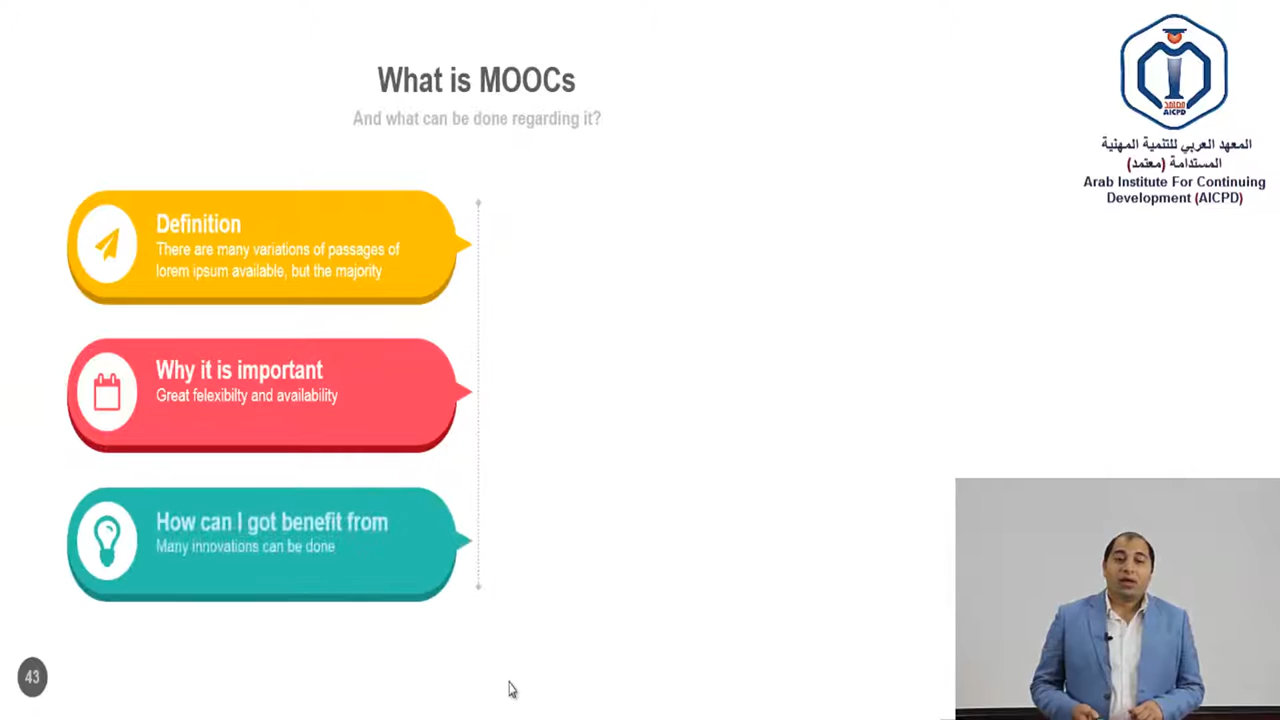 What is MOOCs
And what can be done regarding it?
Definition
There are many variations of passages of
lorem ipsum available, but the majority
Why it is important
Great felexibilty and availability
How can I got benefit from
Many innovations can be done
43
معتمد
AICPD
المعهد العربي للتنمية المهنية
المستدامة (معتمد)
Arab Institute For Continuing
Development (AICPD)